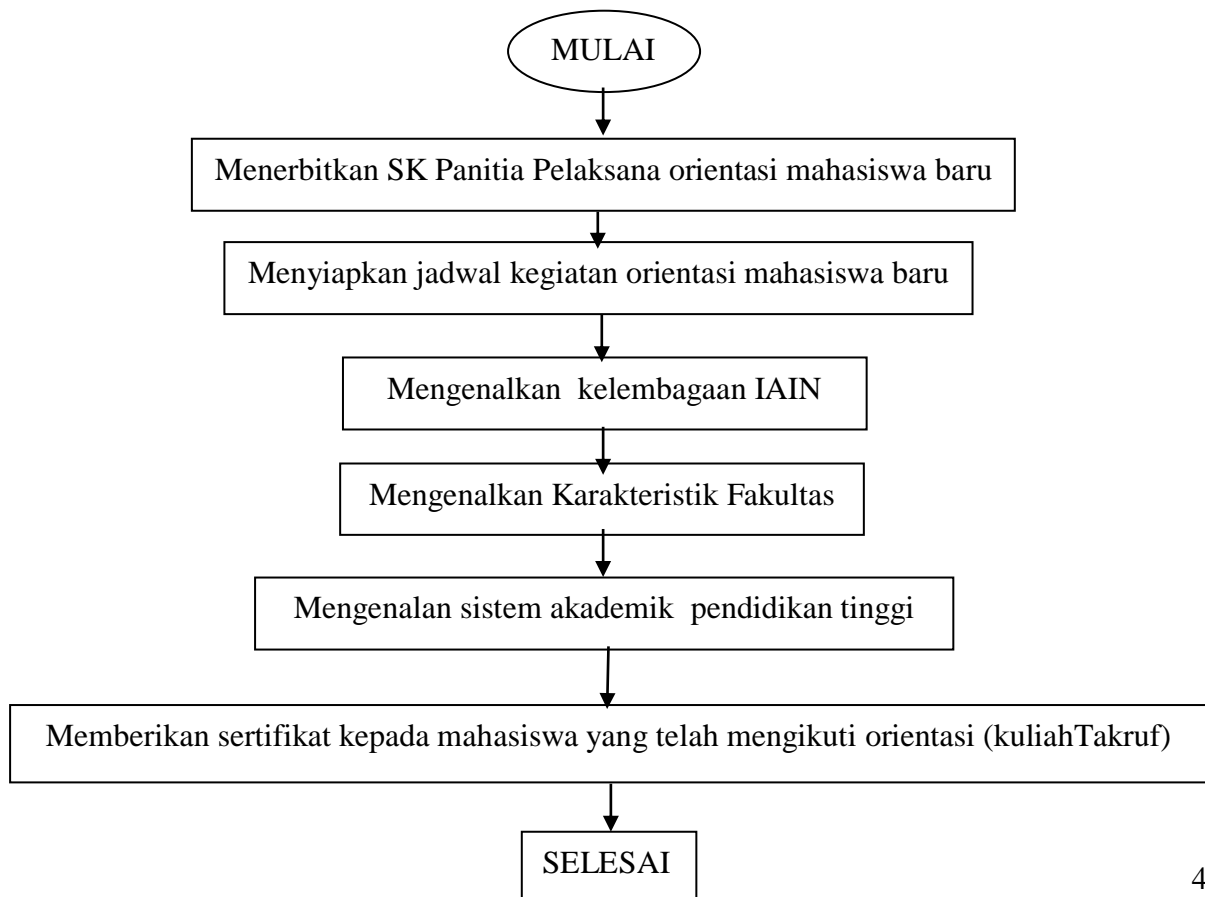 MULAI
Menerbitkan SK Panitia Pelaksana orientasi mahasiswa baru
Menyiapkan jadwal kegiatan orientasi mahasiswa baru
Mengenalkan kelembagaan IAIN
Mengenalkan Karakteristik Fakultas
Mengenalan sistem akademik pendidikan tinggi
Memberikan sertifikat kepada mahasiswa yang telah mengikuti orientasi (kuliahTakruf)
SELESAI
4